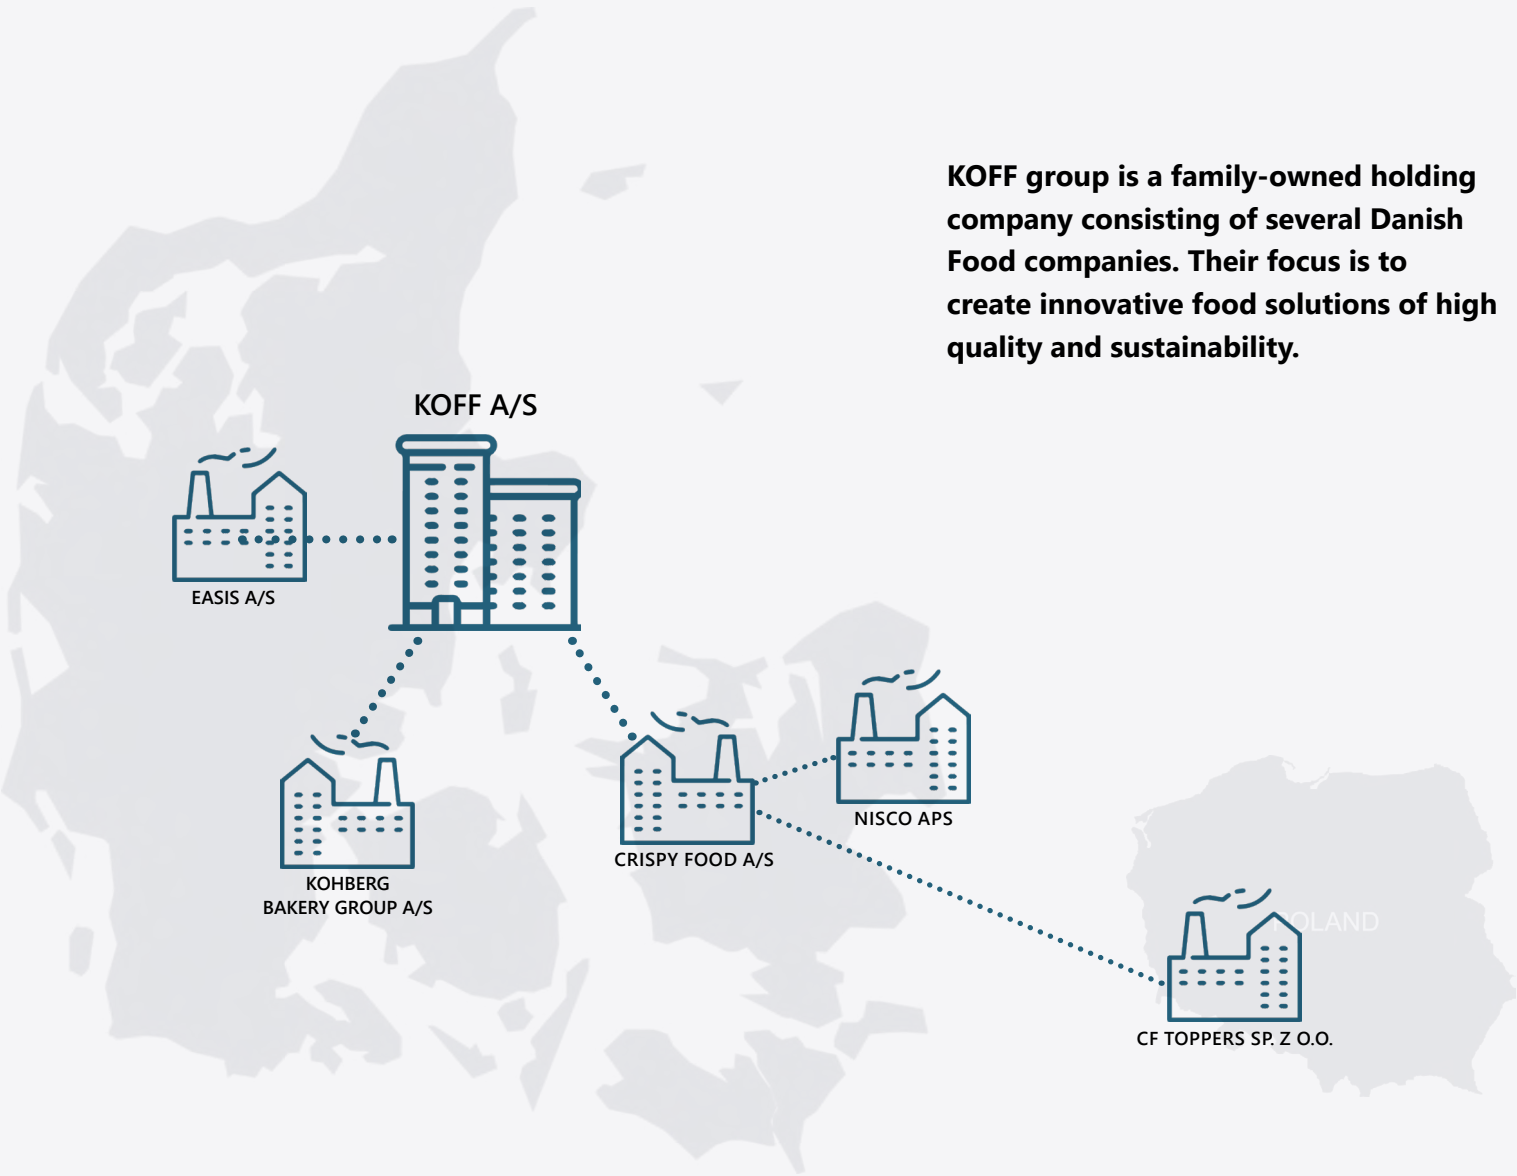 KOFF group is a family-owned holding
company consisting of several Danish
Food companies. Their focus is to
create innovative food solutions of high
quality and sustainability.
KOFF A/S
EASIS A/S
NISCO APS
CRISPY FOOD A/S
KOHBERG
BAKERY GROUP A/S
POLAND
CF TOPPERS SP. Z O.O.